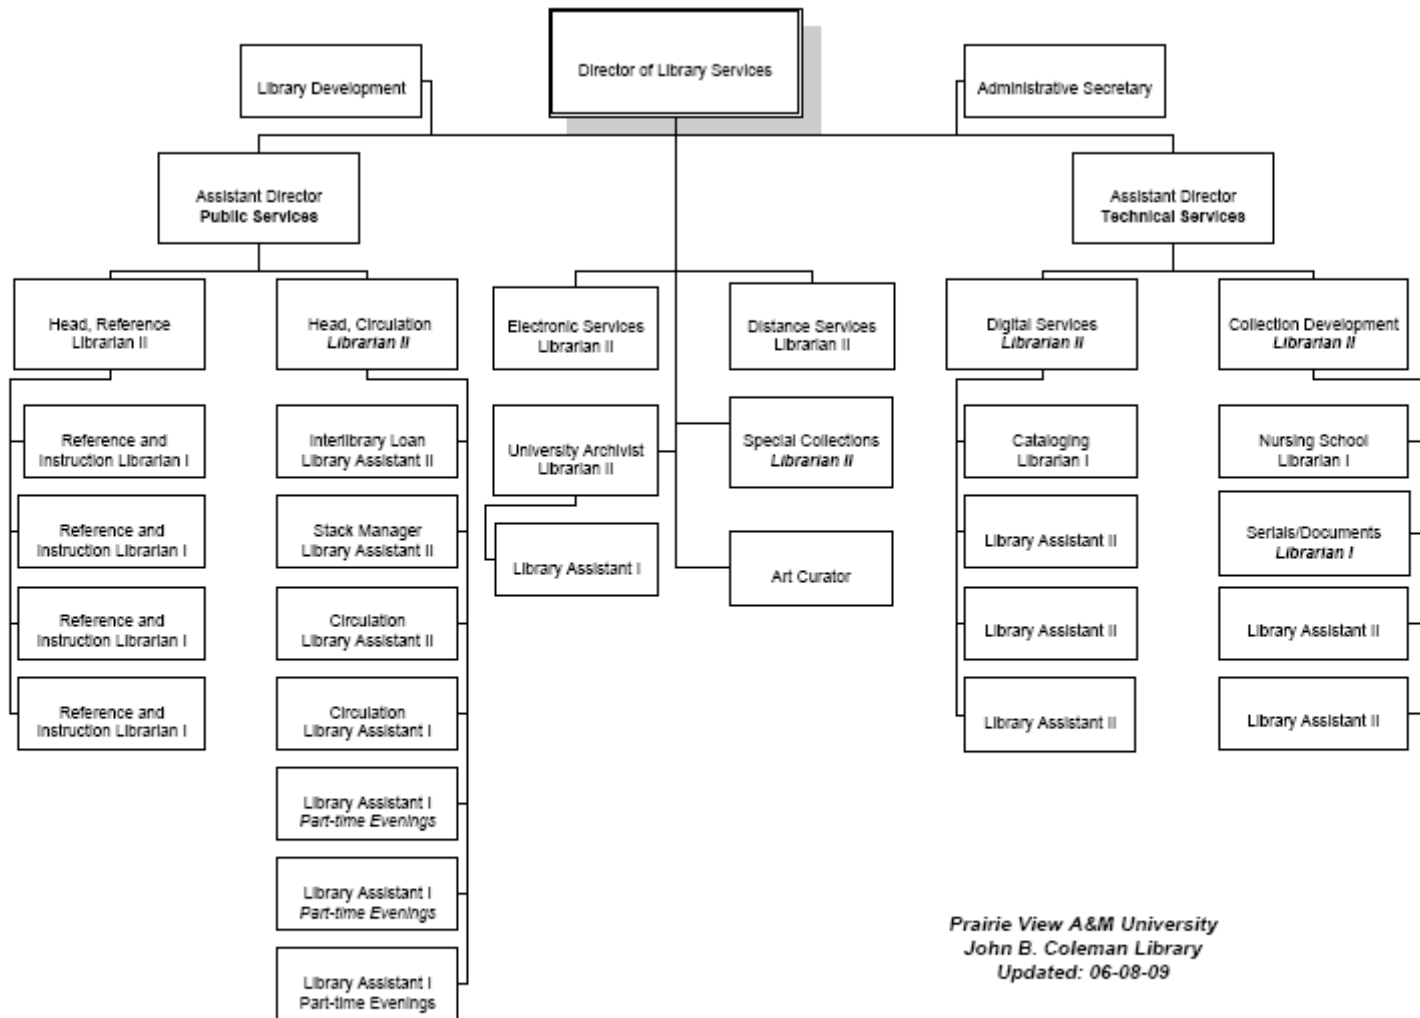 Director of Library Services
Library Development
Administrative Secretary
Assistant Director
Public Services
Assistant Director
Technical Services
Head, Reference
Librarian II
Head, Circulation
Librarian II
Electronic Services
Librarian II
Distance Services
Librarian II
Digital Services
Librarian II
Collection Development
Librarian II
Reference and
Instruction Librarian I
Interlibrary Loan
Library Assistant II
University Archivist
Librarian II
Special Collections
Librarian II
Cataloging
Librarian I
Nursing School
Librarian I
Reference and
Instruction Librarian I
Stack Manager
Library Assistant II
Library Assistant I
Art Curator
Library Assistant II
Serials/Documents
Librarian I
Reference and
Instruction Librarian I
Circulation
Library Assistant II
Library Assistant II
Library Assistant II
Reference and
Instruction Librarian I
Circulation
Library Assistant I
Library Assistant II
Library Assistant II
Library Assistant I
Part-time Evenings
Library Assistant I
Part-time Evenings
Library Assistant I
Part-time Evenings
Prairie View A&M University
John B. Coleman Library
Updated: 06-08-09